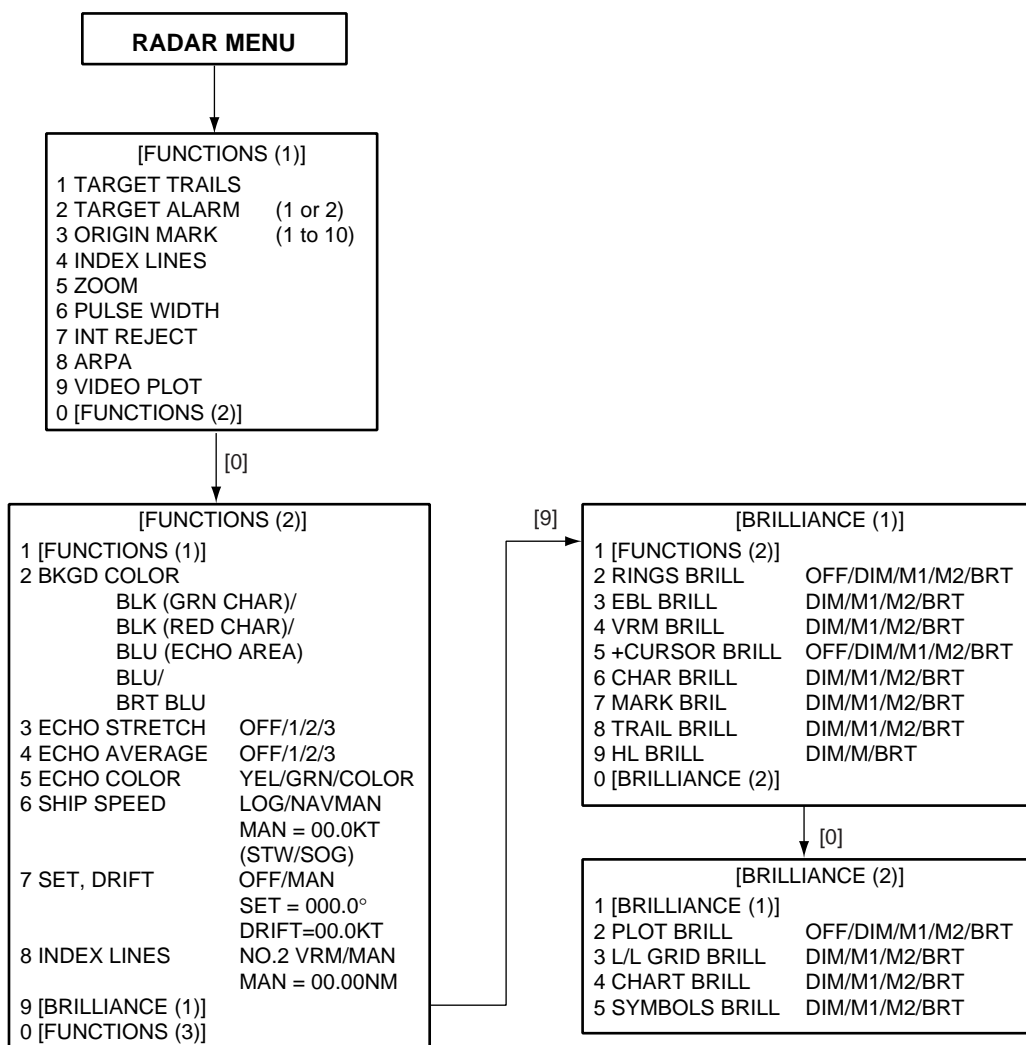 RADAR MENU
[FUNCTIONS (1)]
1 TARGET TRAILS
2 TARGET ALARM (1 or 2)
3 ORIGIN MARK (1 to 10)
4 INDEX LINES
5 ZOOM
6 PULSE WIDTH
7 INT REJECT
8 ARPA
9 VIDEO PLOT
0 [FUNCTIONS (2)]
[0]
[FUNCTIONS (2)]
1 [FUNCTIONS (1)]
2 BKGD COLOR
BLK (GRN CHAR)/
BLK (RED CHAR)/
BLU (ECHO AREA)
BLU/
BRT BLU
3 ECHO STRETCH OFF/1/2/3
4 ECHO AVERAGE OFF/1/2/3
5 ECHO COLOR YEL/GRN/COLOR
6 SHIP SPEED LOG/NAVMAN
MAN = 00.0KT
(STW/SOG)
7 SET, DRIFT OFF/MAN
SET = 000.0°
DRIFT=00.0KT
8 INDEX LINES NO.2 VRM/MAN
MAN = 00.00NM
9 [BRILLIANCE (1)]
0 [FUNCTIONS (3)]
[9]
[BRILLIANCE (1)]
1 [FUNCTIONS (2)]
2 RINGS BRILL OFF/DIM/M1/M2/BRT
3 EBL BRILL DIM/M1/M2/BRT
4 VRM BRILL DIM/M1/M2/BRT
5 +CURSOR BRILL OFF/DIM/M1/M2/BRT
6 CHAR BRILL DIM/M1/M2/BRT
7 MARK BRIL DIM/M1/M2/BRT
8 TRAIL BRILL DIM/M1/M2/BRT
9 HL BRILL DIM/M/BRT
0 [BRILLIANCE (2)]
[0]
[BRILLIANCE (2)]
1 [BRILLIANCE (1)]
2 PLOT BRILL OFF/DIM/M1/M2/BRT
3 L/L GRID BRILL DIM/M1/M2/BRT
4 CHART BRILL DIM/M1/M2/BRT
5 SYMBOLS BRILL DIM/M1/M2/BRT